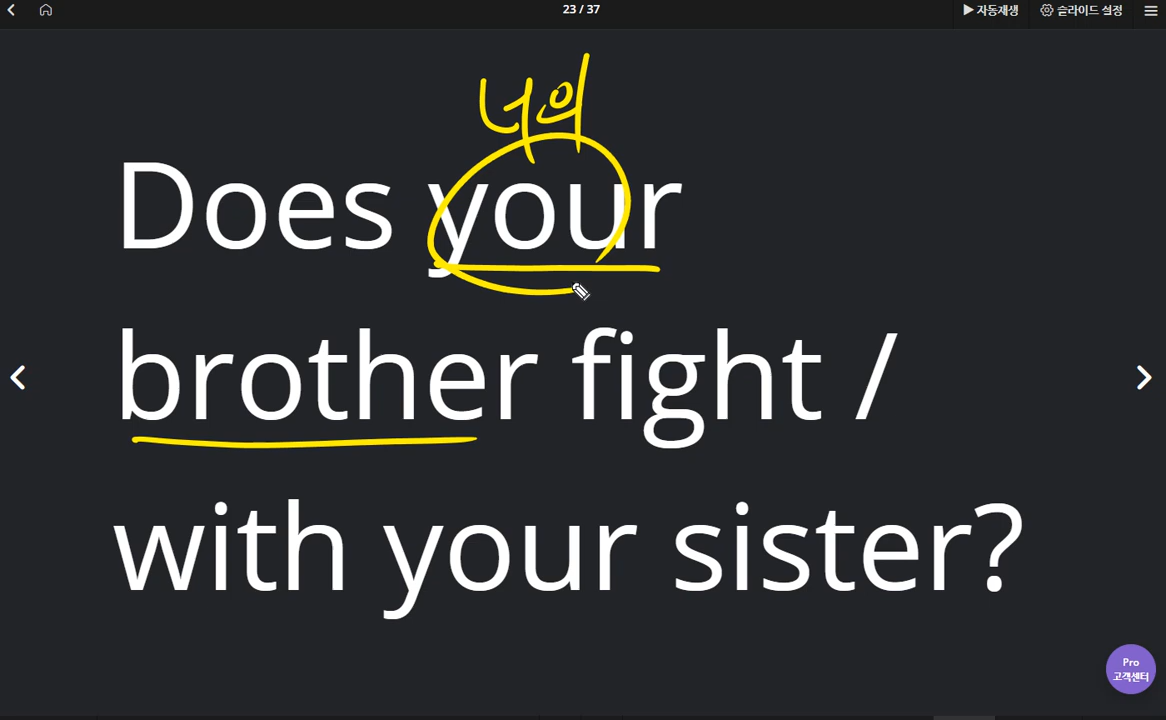 23 / 37
자동재생
슬라이드 설정
너의
Does your
brother fight /
with your sister?
Pro
고객센터